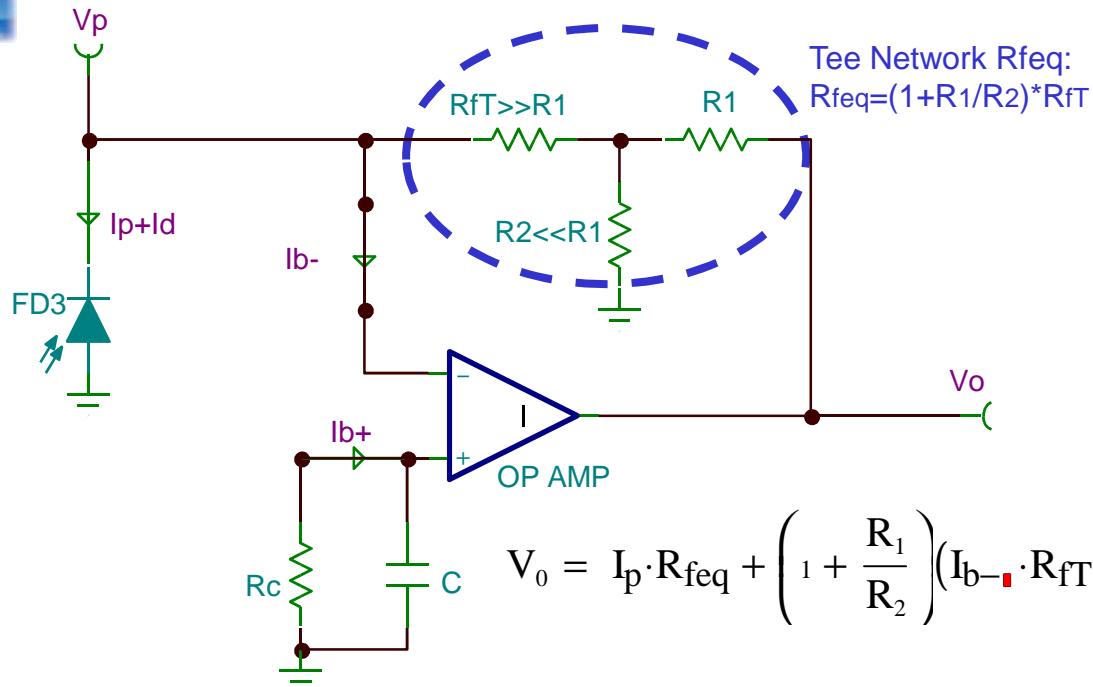 Vp
Tee Network Rfeq:
Rfeq=(1+R1/R2)*RfT
RfT>>R1
R1
Ip+Id
R2<<R1
Ib-
FD3
Vo
Ib+
OP AMP
Rc
C
V₀ = Ip·Rfeq + (1 + R₁/R₂)(Ib−·RfT